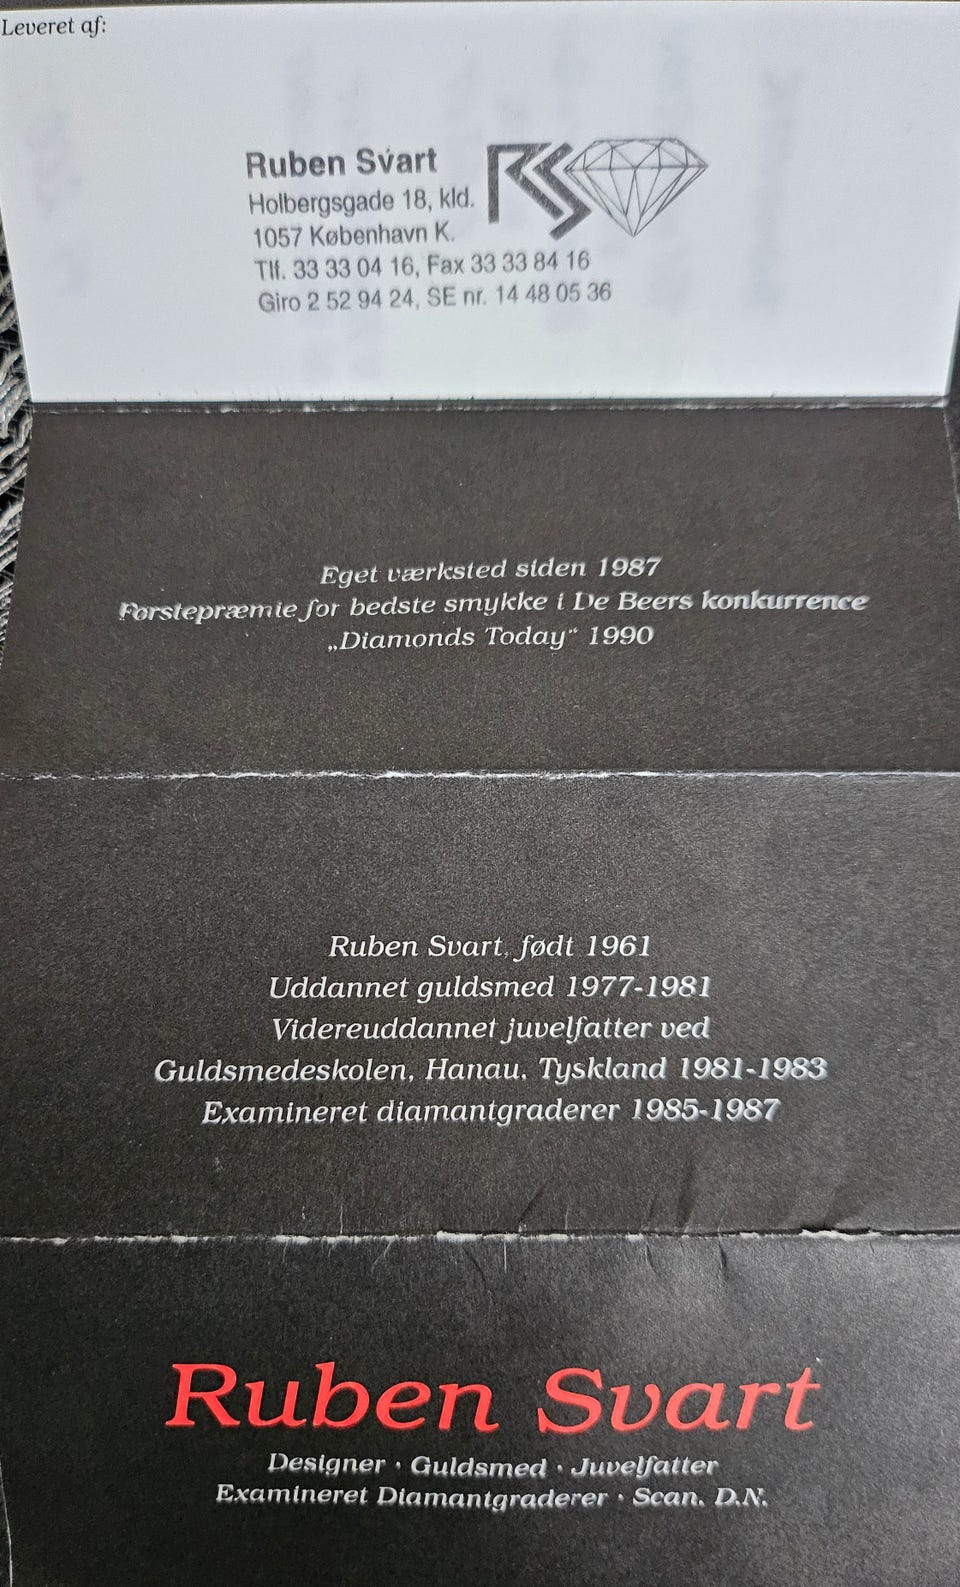 Leveret af:
Ruben Svart
RS
Holbergsgade 18, kld.
1057 København K.
Tlf. 33 33 04 16, Fax 33 33 84 16
Giro 2 52 94 24, SE nr. 14 48 05 36
Eget værksted siden 1987
Førstepræmie for bedste smykke i De Beers konkurrence
„Diamonds Today“ 1990
Ruben Svart, født 1961
Uddannet guldsmed 1977-1981
Videreuddannet juvelfatter ved
Guldsmedeskolen, Hanau, Tyskland 1981-1983
Examineret diamantgraderer 1985-1987
Ruben Svart
Designer · Guldsmed · Juvelfatter
Examineret Diamantgraderer · Scan. D.N.